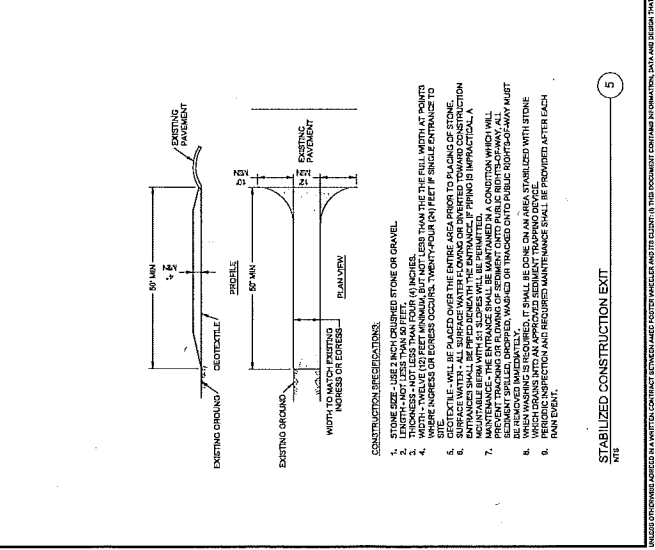 50' MIN
EXISTING
PAVEMENT
4" MIN
EXISTING GROUND
GEOTEXTILE
PROFILE
50' MIN
10' MIN
12' MIN
EXISTING
PAVEMENT
EXISTING GROUND
PLAN VIEW
WIDTH TO MATCH EXISTING
INGRESS OR EGRESS
CONSTRUCTION SPECIFICATIONS:
1. STONE SIZE - USE 2 INCH CRUSHED STONE OR GRAVEL.
2. LENGTH - NOT LESS THAN 50 FEET.
3. THICKNESS - NOT LESS THAN FOUR (4) INCHES.
4. WIDTH - TWELVE (12) FEET MINIMUM, BUT NOT LESS THAN THE THE FULL WIDTH AT POINTS
WHERE INGRESS OR EGRESS OCCURS. TWENTY-FOUR (24) FEET IF SINGLE ENTRANCE TO
SITE.
5. GEOTEXTILE - WILL BE PLACED OVER THE ENTIRE AREA PRIOR TO PLACING OF STONE.
6. SURFACE WATER - ALL SURFACE WATER FLOWING OR DIVERTED TOWARD CONSTRUCTION
ENTRANCES SHALL BE PIPED BENEATH THE ENTRANCE. IF PIPING IS IMPRACTICAL, A
MOUNTABLE BERM WITH 5:1 SLOPES WILL BE PERMITTED.
7. MAINTENANCE - THE ENTRANCE SHALL BE MAINTAINED IN A CONDITION WHICH WILL
PREVENT TRACKING OR FLOWING OF SEDIMENT ONTO PUBLIC RIGHTS-OF-WAY, ALL
SEDIMENT SPILLED, DROPPED, WASHED OR TRACKED ONTO PUBLIC RIGHTS-OF-WAY MUST
BE REMOVED IMMEDIATELY.
8. WHEN WASHING IS REQUIRED, IT SHALL BE DONE ON AN AREA STABILIZED WITH STONE
WHICH DRAINS INTO AN APPROVED SEDIMENT TRAPPING DEVICE.
9. PERIODIC INSPECTION AND REQUIRED MAINTENANCE SHALL BE PROVIDED AFTER EACH
RAIN EVENT.
STABILIZED CONSTRUCTION EXIT
5
NTS
UNLESS OTHERWISE AGREED IN A WRITTEN CONTRACT BETWEEN AMEC FOSTER WHEELER AND ITS CLIENT: (I) THIS DOCUMENT CONTAINS INFORMATION, DATA AND DESIGN THAT